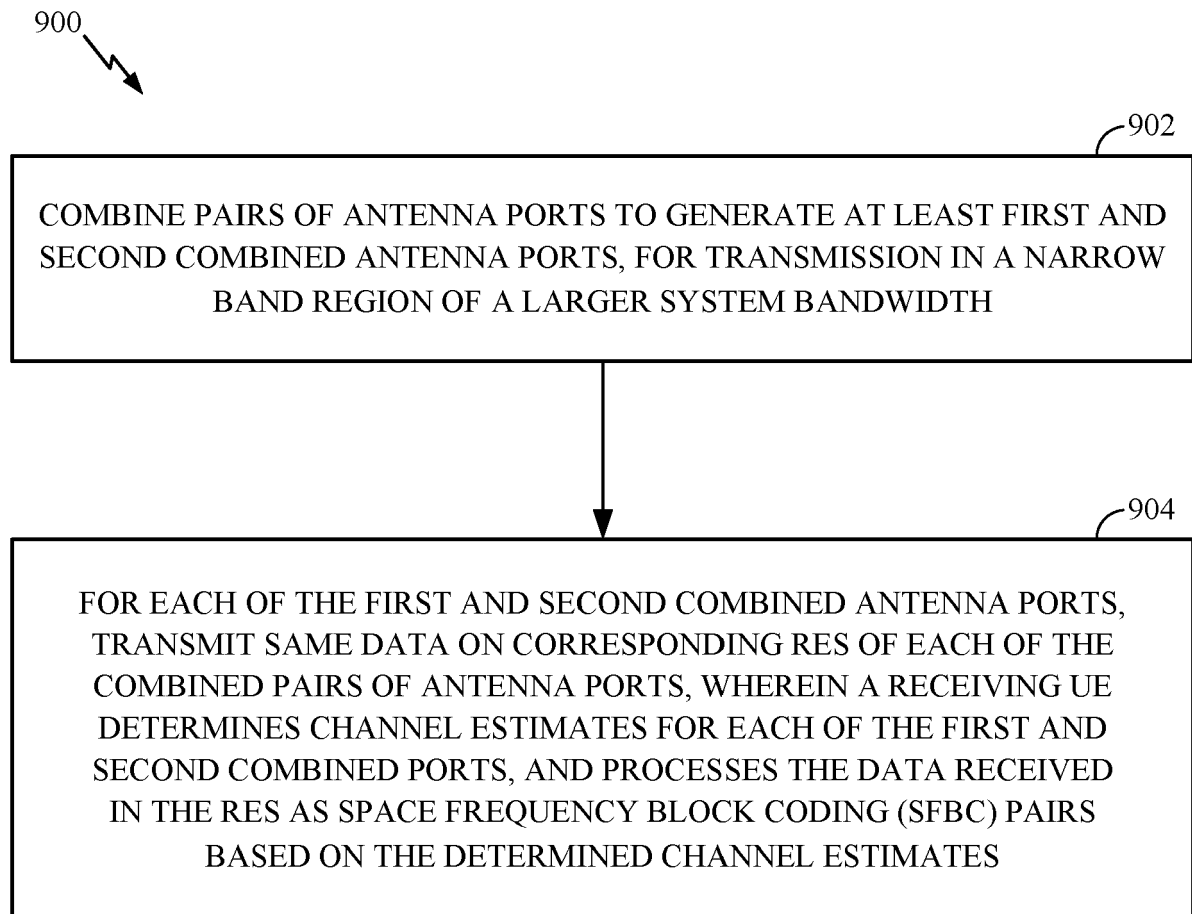 900
902
COMBINE PAIRS OF ANTENNA PORTS TO GENERATE AT LEAST FIRST AND
SECOND COMBINED ANTENNA PORTS, FOR TRANSMISSION IN A NARROW
BAND REGION OF A LARGER SYSTEM BANDWIDTH
904
FOR EACH OF THE FIRST AND SECOND COMBINED ANTENNA PORTS,
TRANSMIT SAME DATA ON CORRESPONDING RES OF EACH OF THE
COMBINED PAIRS OF ANTENNA PORTS, WHEREIN A RECEIVING UE
DETERMINES CHANNEL ESTIMATES FOR EACH OF THE FIRST AND
SECOND COMBINED PORTS, AND PROCESSES THE DATA RECEIVED
IN THE RES AS SPACE FREQUENCY BLOCK CODING (SFBC) PAIRS
BASED ON THE DETERMINED CHANNEL ESTIMATES